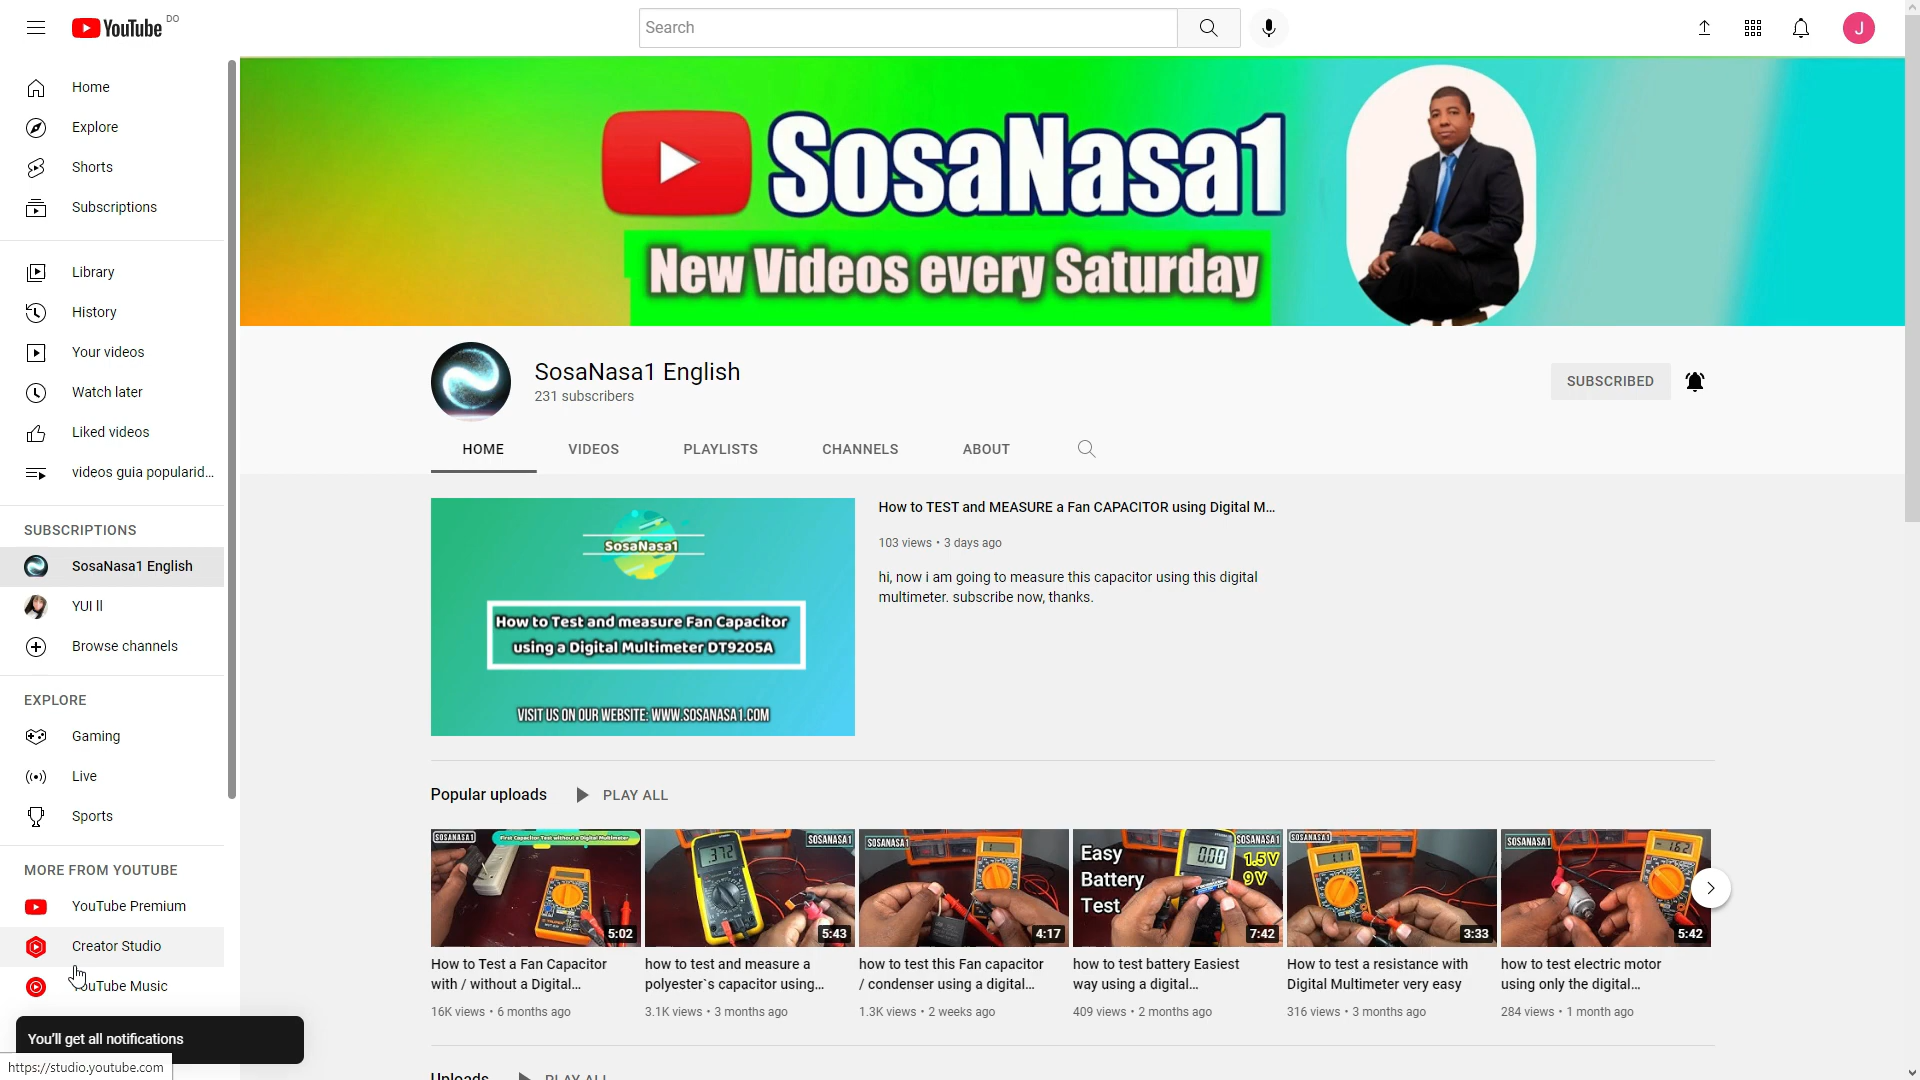 YouTube DO
Search
J
Home
Explore
Shorts
Subscriptions
Library
History
Your videos
Watch later
Liked videos
videos guia popularid...
SUBSCRIPTIONS
SosaNasa1 English
YUI ll
Browse channels
EXPLORE
Gaming
Live
Sports
MORE FROM YOUTUBE
YouTube Premium
Creator Studio
YouTube Music
You'll get all notifications
https://studio.youtube.com
SosaNasa1
New Videos every Saturday
SosaNasa1 English
231 subscribers
SUBSCRIBED
HOME VIDEOS PLAYLISTS CHANNELS ABOUT
SosaNasa1
How to Test and measure Fan Capacitor
using a Digital Multimeter DT9205A
VISIT US ON OUR WEBSITE: WWW.SOSANASA1.COM
How to TEST and MEASURE a Fan CAPACITOR using Digital M...
103 views • 3 days ago
hi, now i am going to measure this capacitor using this digital
multimeter. subscribe now, thanks.
Popular uploads PLAY ALL
SOSANASA1
First Capacitor Test without a Digital Multimeter
5:02
How to Test a Fan Capacitor
with / without a Digital...
16K views • 6 months ago
SOSANASA1
.372
5:43
how to test and measure a
polyester`s capacitor using...
3.1K views • 3 months ago
SOSANASA1
4:17
how to test this Fan capacitor
/ condenser using a digital...
1.3K views • 2 weeks ago
Easy
Battery
Test
SOSANASA1
1.5V
9V
0.00
7:42
how to test battery Easiest
way using a digital...
409 views • 2 months ago
SOSANASA1
3:33
How to test a resistance with
Digital Multimeter very easy
316 views • 3 months ago
SOSANASA1
-162
5:42
how to test electric motor
using only the digital...
284 views • 1 month ago
Uploads PLAY ALL